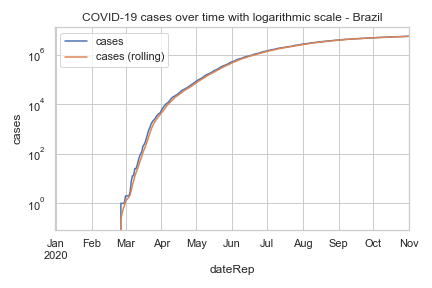 COVID-19 cases over time with logarithmic scale - Brazil
cases
cases (rolling)
10^6
10^4
10^2
10^0
cases
Jan Feb Mar Apr May Jun Jul Aug Sep Oct Nov
2020
dateRep